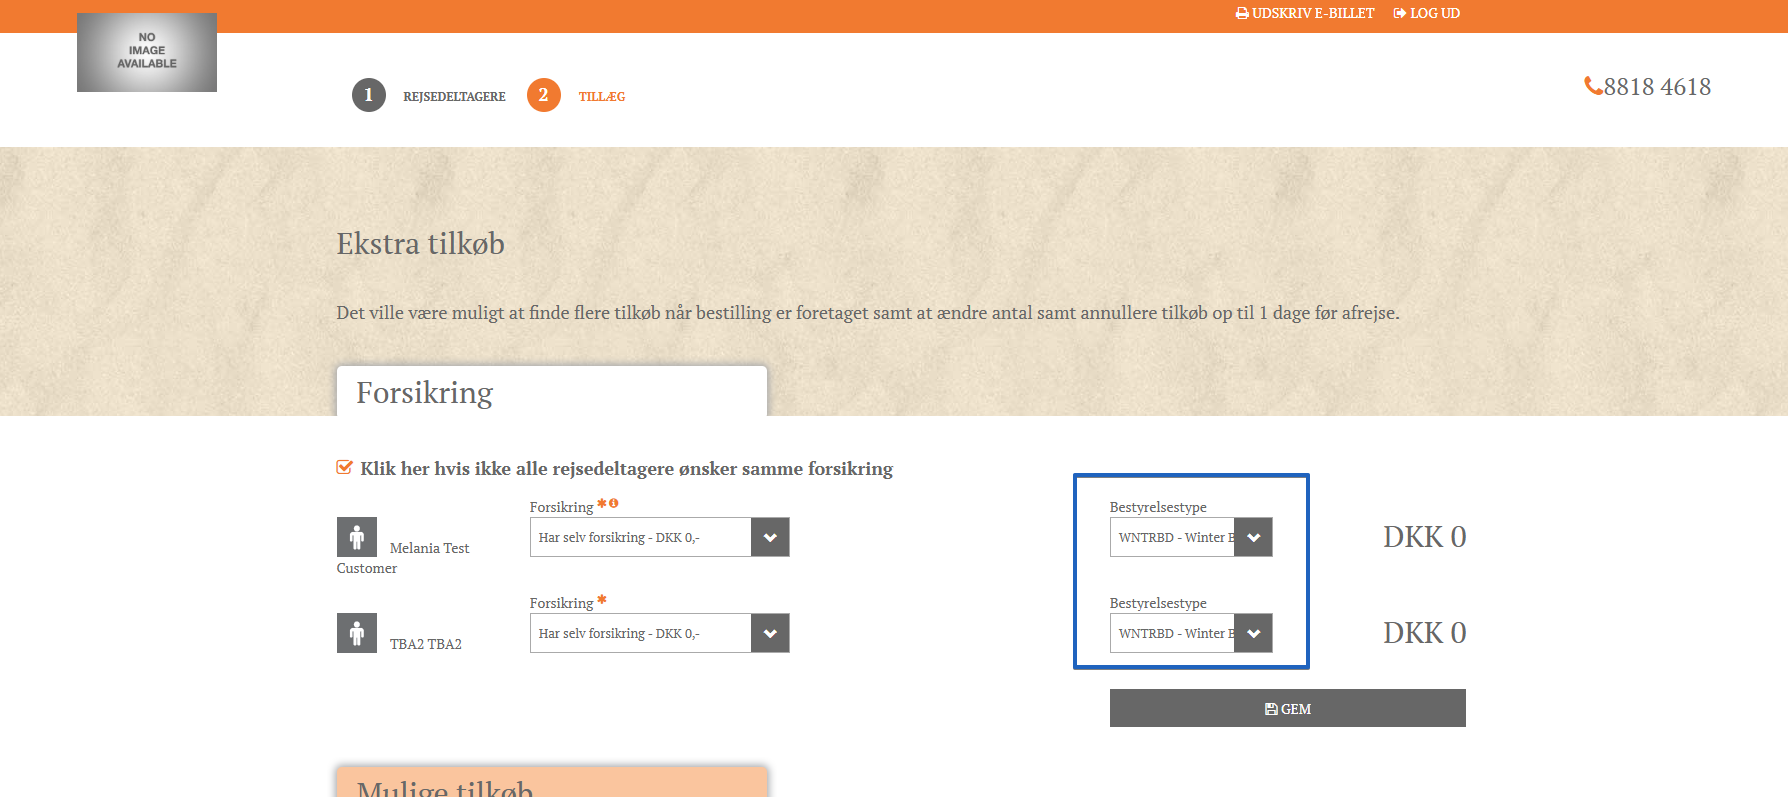 UDSKRIV E-BILLET LOG UD
NO
IMAGE
AVAILABLE
1 REJSEDELTAGERE 2 TILLÆG
8818 4618
Ekstra tilkøb
Det ville være muligt at finde flere tilkøb når bestilling er foretaget samt at ændre antal samt annullere tilkøb op til 1 dage før afrejse.
Forsikring
Klik her hvis ikke alle rejsedeltagere ønsker samme forsikring
Forsikring *
Bestyrelsestype
Melania Test
Customer
Har selv forsikring - DKK 0,-
WNTRBD - Winter B
DKK 0
Forsikring *
Bestyrelsestype
TBA2 TBA2
Har selv forsikring - DKK 0,-
WNTRBD - Winter B
DKK 0
GEM
Mulige tilkøb